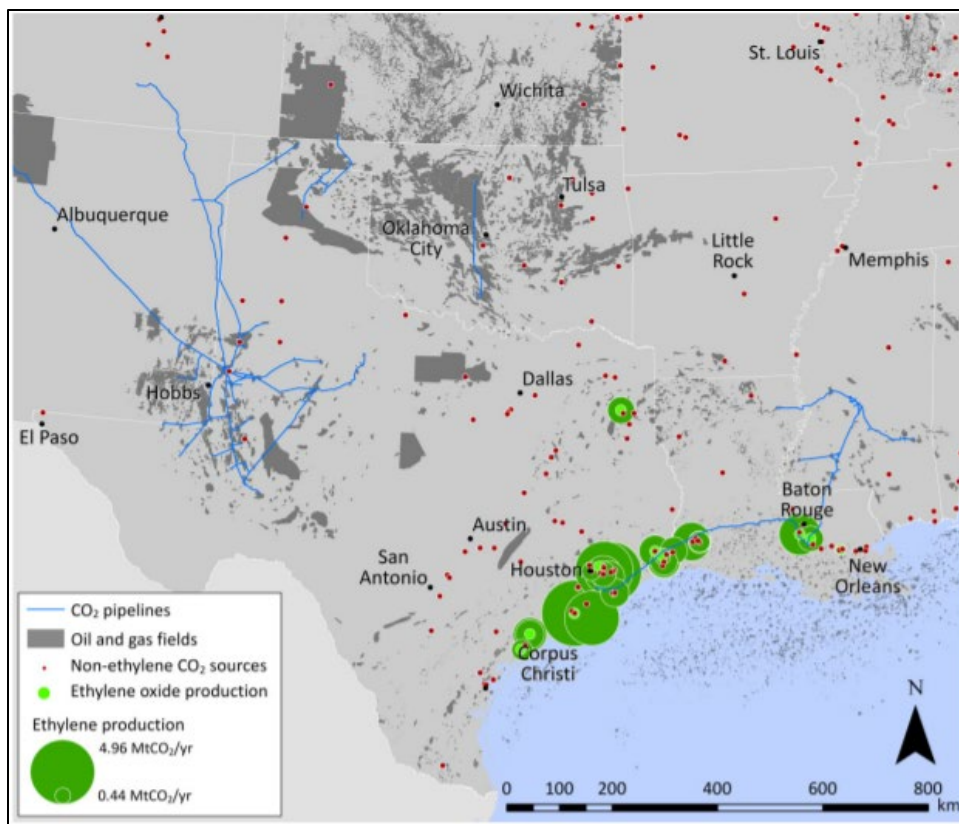 St. Louis
Wichita
Tulsa
Albuquerque
Oklahoma
City
Little
Rock
Memphis
Hobbs
Dallas
El Paso
Baton
Rouge
Austin
San
Antonio
Houston
New
Orleans
Corpus
Christi
CO₂ pipelines
Oil and gas fields
Non-ethylene CO₂ sources
Ethylene oxide production
Ethylene production
4.96 MtCO₂/yr
0.44 MtCO₂/yr
N
0 200 400 600 800
km